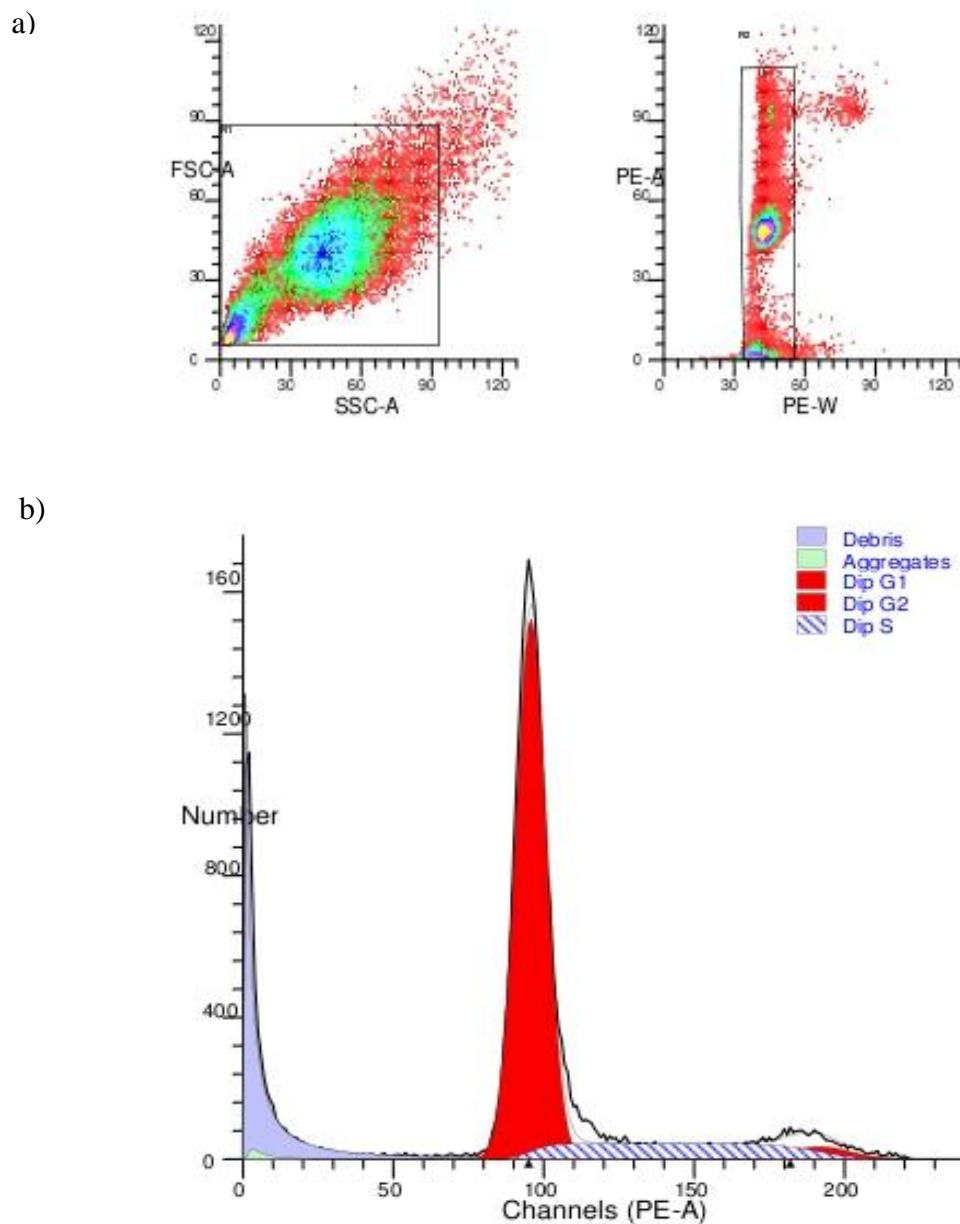 a)
120
90
FSC-A
60
30
0
R1
0 30 60 90 120
SSC-A
120
R2
90
PE-A
60
30
0
0 30 60 90 120
PE-W
b)
Debris
Aggregates
Dip G1
Dip G2
Dip S
160
1200
Number
800
400
0
0 50 100 150 200
Channels (PE-A)